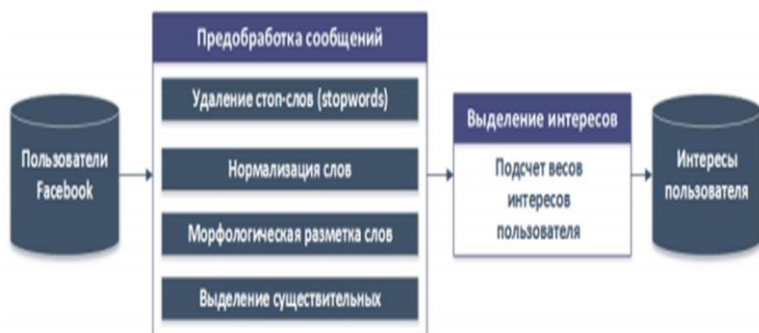 Пользователи
Facebook
Предобработка сообщений
Удаление стоп-слов (stopwords)
Нормализация слов
Морфологическая разметка слов
Выделение существительных
Выделение интересов
Подсчет весов
интересов
пользователя
Интересы
пользователя